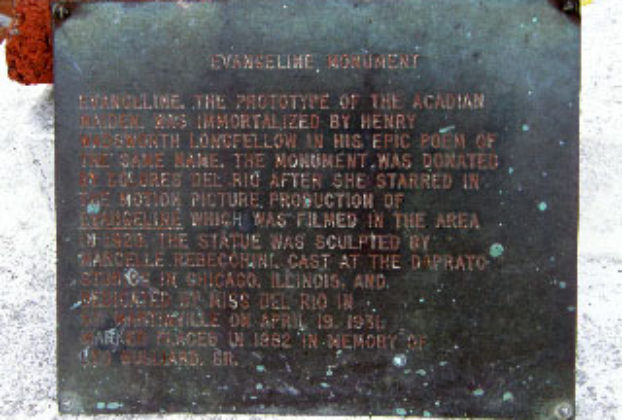 EVANGELINE MONUMENT
EVANGELINE, THE PROTOTYPE OF THE ACADIAN
MAIDEN, WAS IMMORTALIZED BY HENRY
WADSWORTH LONGFELLOW IN HIS EPIC POEM OF
THE SAME NAME. THE MONUMENT WAS DONATED
BY DOLORES DEL RIO AFTER SHE STARRED IN
THE MOTION PICTURE PRODUCTION OF
EVANGELINE WHICH WAS FILMED IN THE AREA
IN THE STATUE WAS SCULPTED BY
MARCELLE REBECCHINI, CAST AT THE DAPRATO
IN CHICAGO, ILLINOIS, AND
DEDICATED BY MISS DEL RIO IN
ST. MARTINVILLE ON APRIL 19, 1931.
MARKER PLACED IN 1982 IN MEMORY OF
SR.